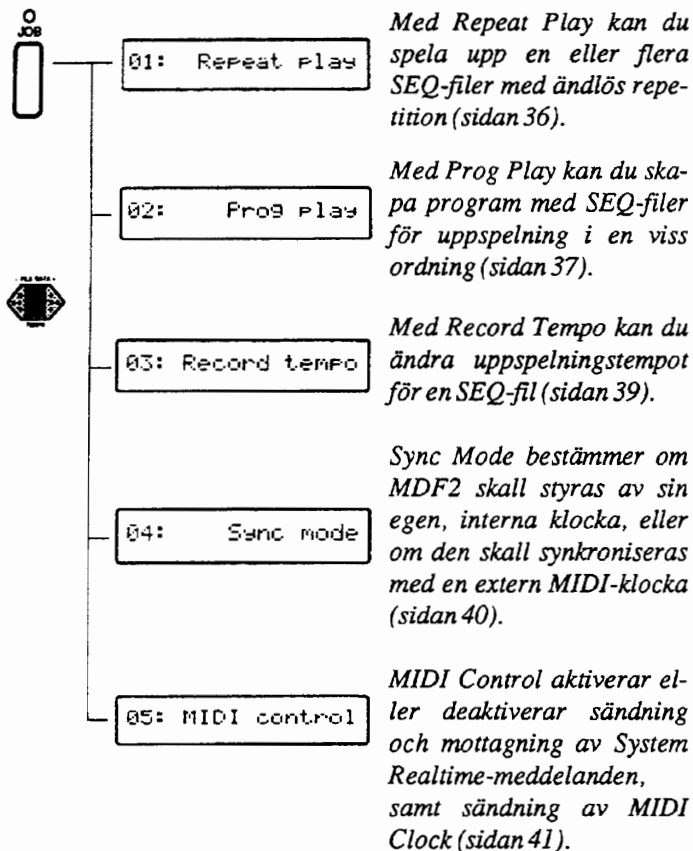 JOB
01: Repeat play
Med Repeat Play kan du
spela upp en eller flera
SEQ-filer med ändlös repe-
tition (sidan 36).
02: Prog play
Med Prog Play kan du ska-
pa program med SEQ-filer
för uppspelning i en viss
ordning (sidan 37).
03: Record tempo
Med Record Tempo kan du
ändra uppspelningstempot
för en SEQ-fil (sidan 39).
04: Sync mode
Sync Mode bestämmer om
MDF2 skall styras av sin
egen, interna klocka, eller
om den skall synkroniseras
med en extern MIDI-klocka
(sidan 40).
05: MIDI control
MIDI Control aktiverar el-
ler deaktiverar sändning
och mottagning av System
Realtime-meddelanden,
samt sändning av MIDI
Clock (sidan 41).